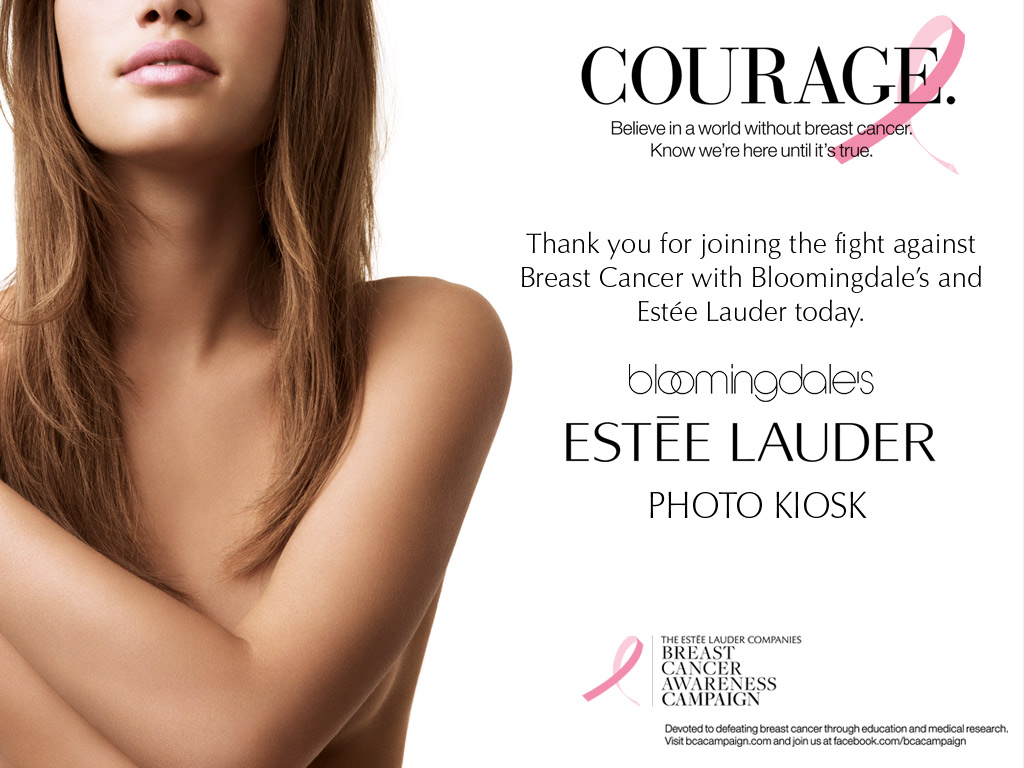 COURAGE.
Believe in a world without breast cancer.
Know we're here until it's true.
Thank you for joining the fight against
Breast Cancer with Bloomingdale's and
Estée Lauder today.
bloomingdale's
ESTĒE LAUDER
PHOTO KIOSK
THE ESTĒE LAUDER COMPANIES
BREAST
CANCER
AWARENESS
CAMPAIGN
Devoted to defeating breast cancer through education and medical research.
Visit bcacampaign.com and join us at facebook.com/bcacampaign